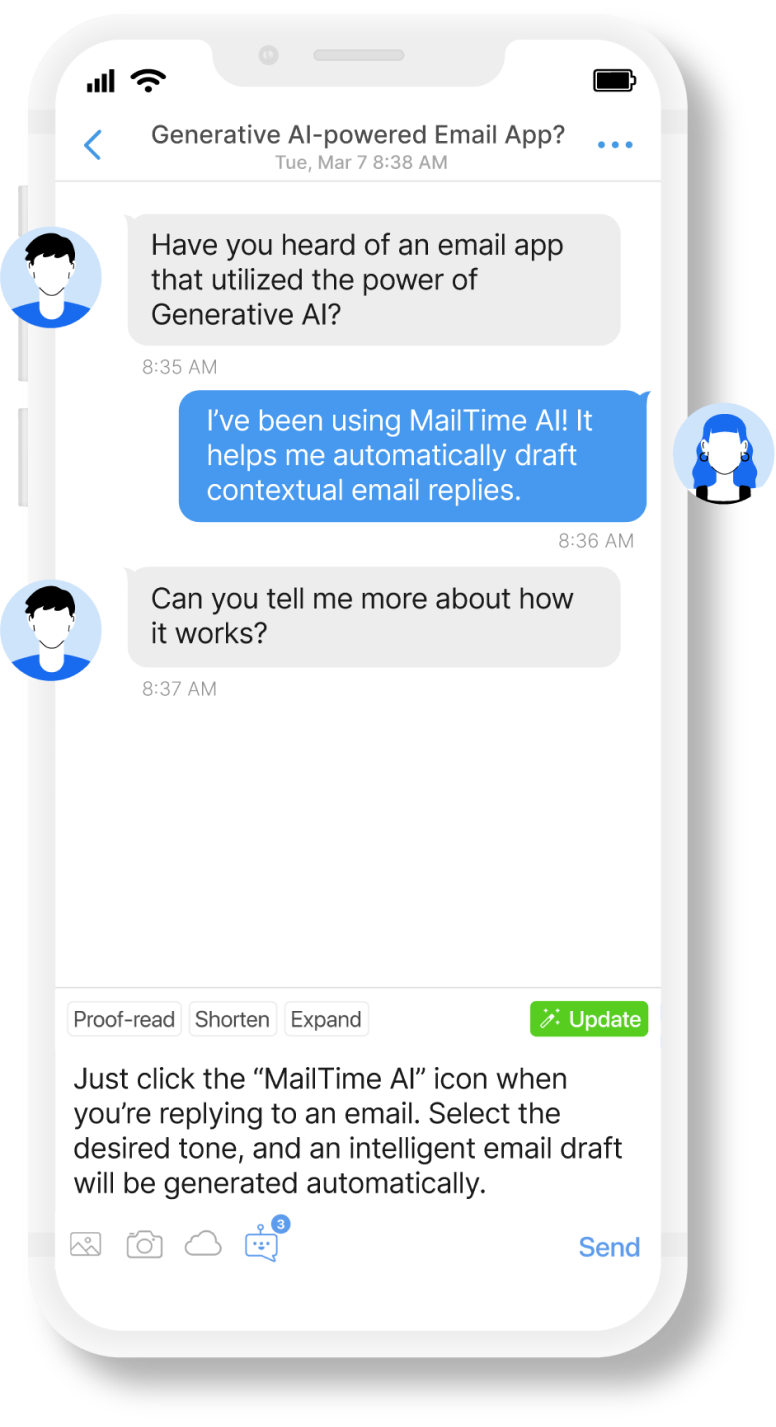 Generative AI-powered Email App?
Tue, Mar 7 8:38 AM
Have you heard of an email app
that utilized the power of
Generative AI?
8:35 AM
I’ve been using MailTime AI! It
helps me automatically draft
contextual email replies.
8:36 AM
Can you tell me more about how
it works?
8:37 AM
Proof-read Shorten Expand Update
Just click the “MailTime AI” icon when
you’re replying to an email. Select the
desired tone, and an intelligent email draft
will be generated automatically.
3
Send